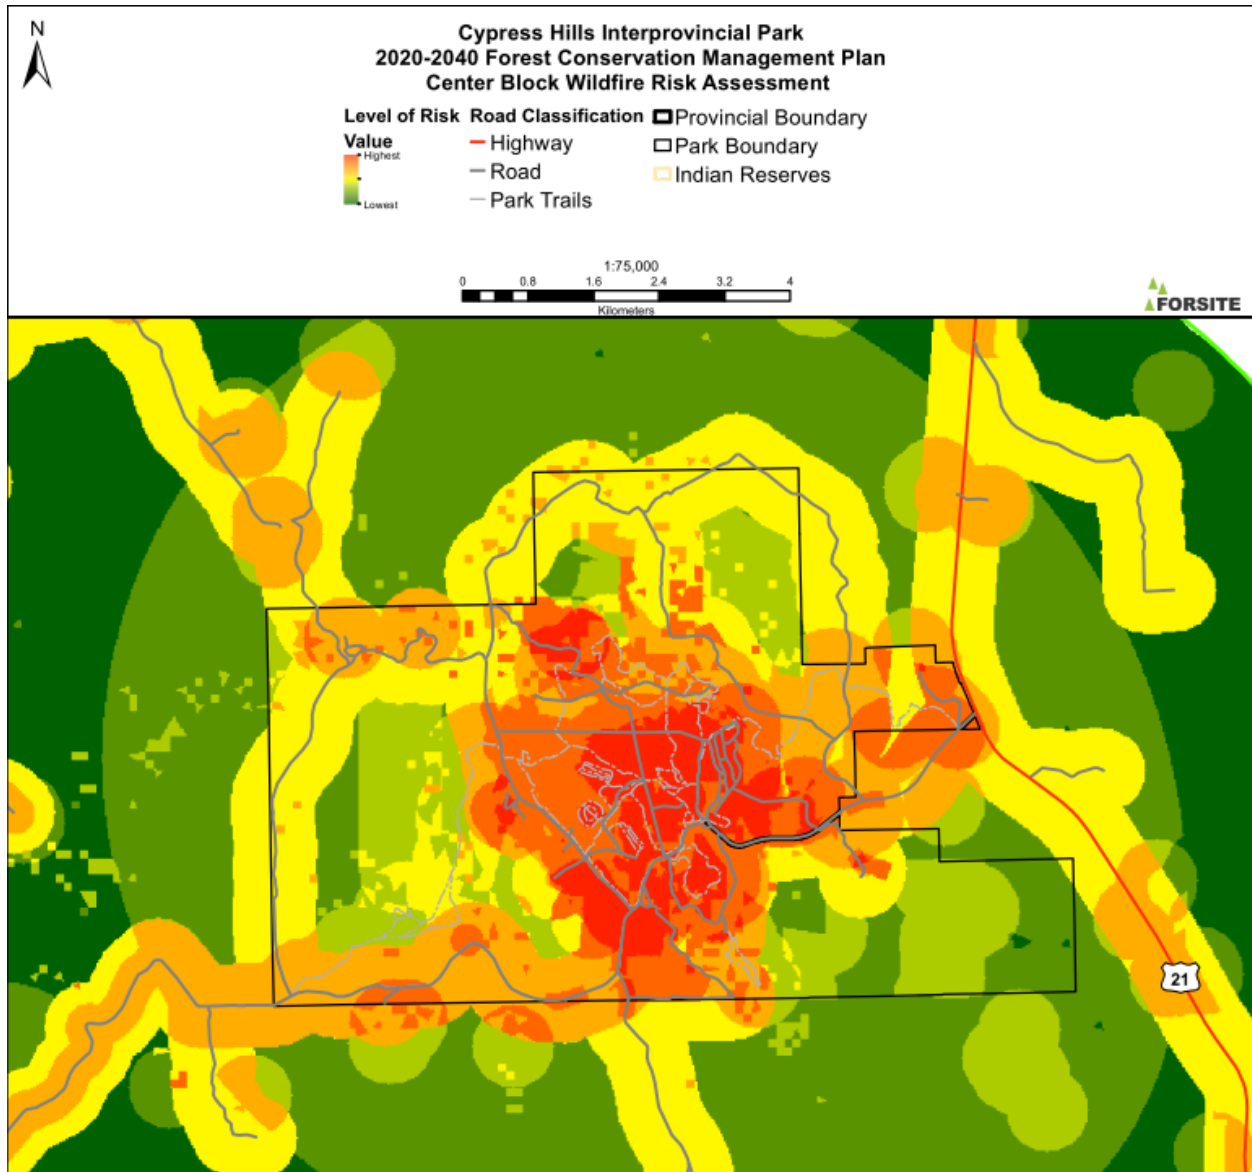 N
Cypress Hills Interprovincial Park
2020-2040 Forest Conservation Management Plan
Center Block Wildfire Risk Assessment
Level of Risk
Value
Highest
Lowest
Road Classification
Highway
Road
Park Trails
Provincial Boundary
Park Boundary
Indian Reserves
1:75,000
0 0.8 1.6 2.4 3.2 4
Kilometers
FORSITE
21